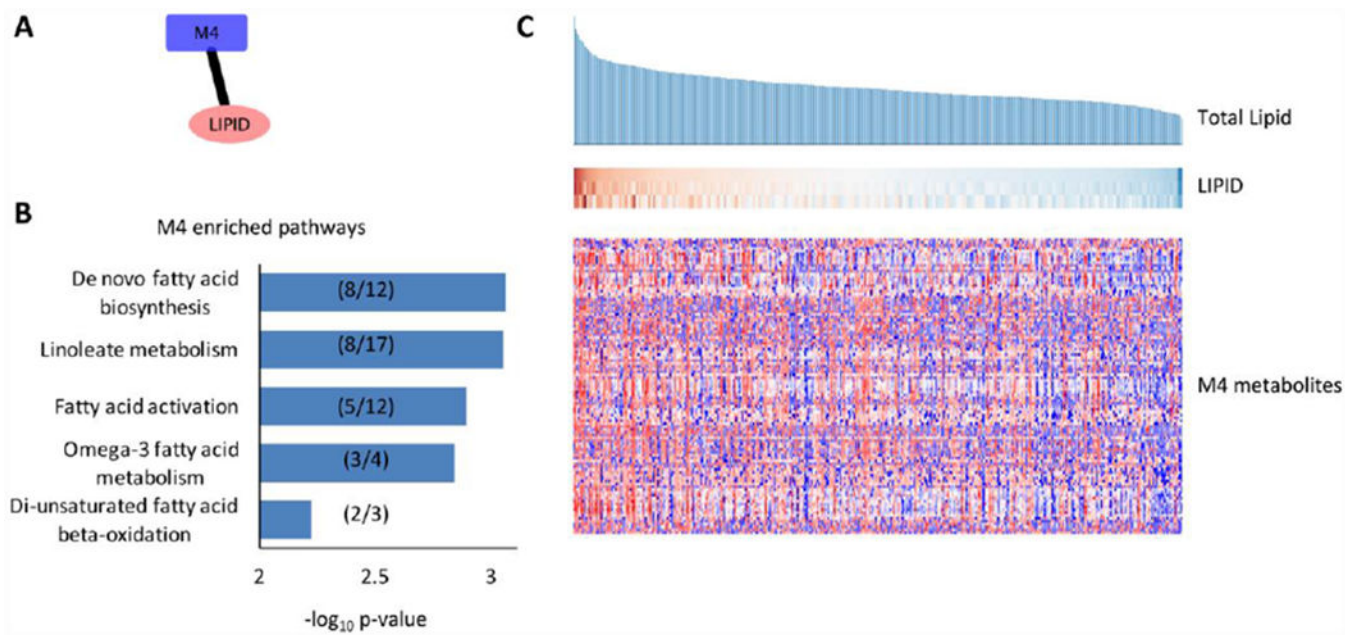 A
M4
LIPID
B
M4 enriched pathways
De novo fatty acid
biosynthesis
(8/12)
Linoleate metabolism
(8/17)
Fatty acid activation
(5/12)
Omega-3 fatty acid
metabolism
(3/4)
Di-unsaturated fatty acid
beta-oxidation
(2/3)
2 2.5 3
-log₁₀ p-value
C
Total Lipid
LIPID
M4 metabolites